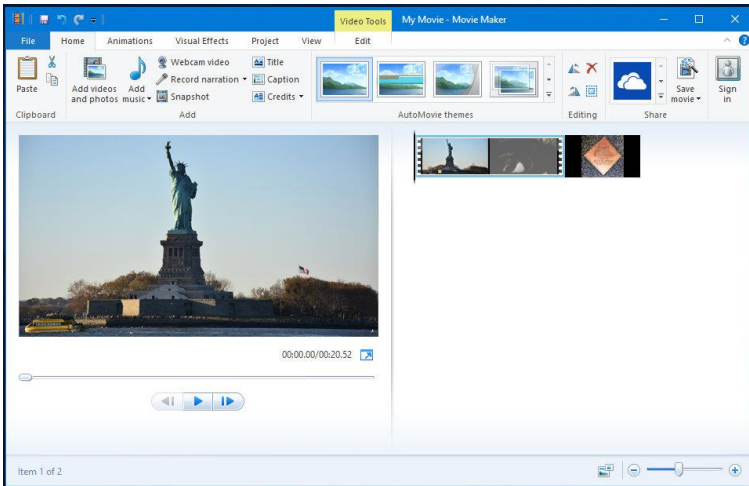 Video Tools
My Movie - Movie Maker
File
Home
Animations
Visual Effects
Project
View
Edit
Paste
Clipboard
Add videos
and photos
Add
music
Webcam video
Record narration
Snapshot
Title
Caption
Credits
Add
AutoMovie themes
Editing
Save
movie
Share
Sign
in
00:00.00/00:20.52
Item 1 of 2